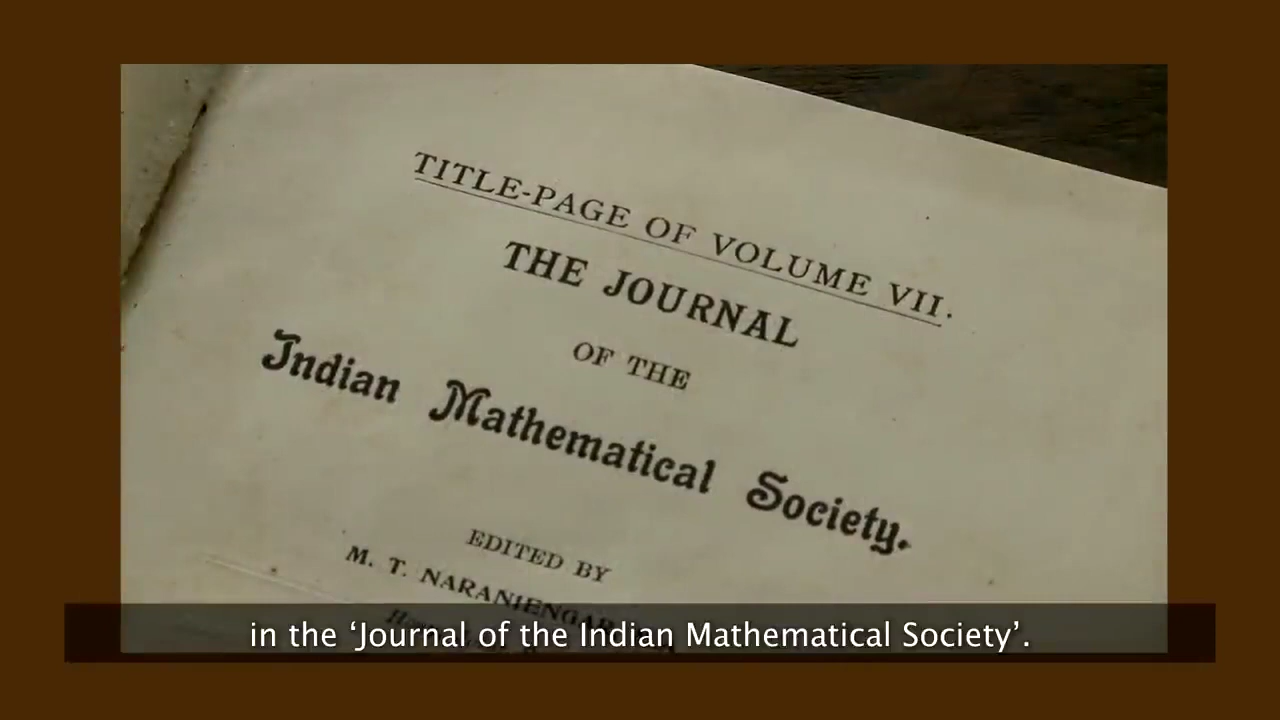 TITLE-PAGE OF VOLUME VII.
THE JOURNAL
OF THE
Indian Mathematical Society.
EDITED BY
M. T. NARANIENGAR
in the ‘Journal of the Indian Mathematical Society’.